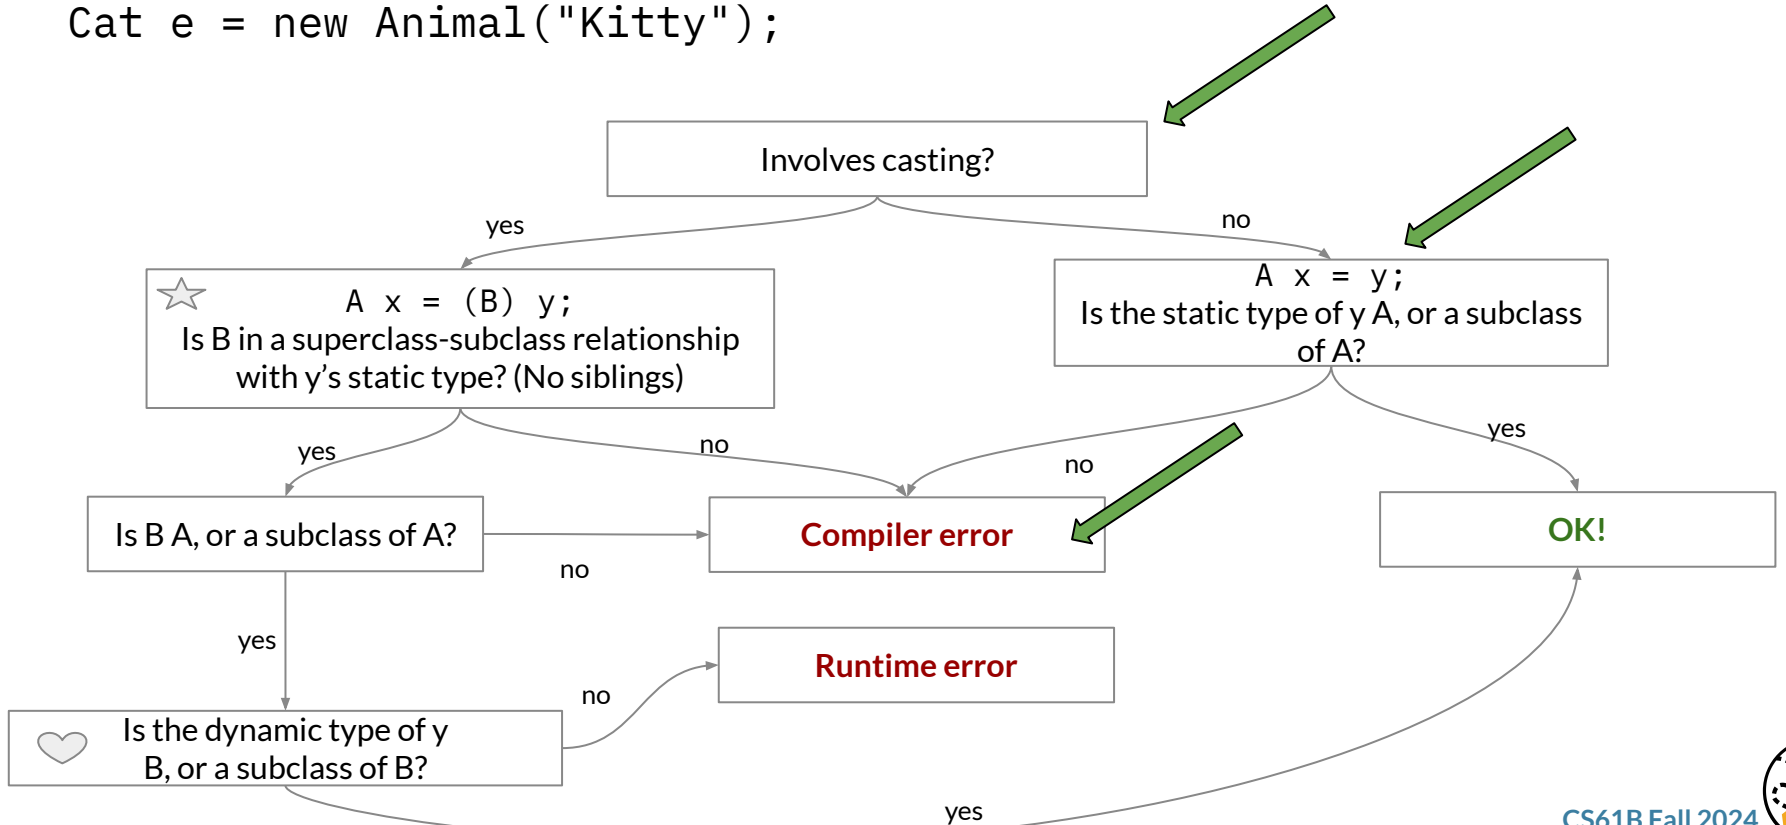 Cat e = new Animal("Kitty");
Involves casting?
yes
no
A x = (B) y;
Is B in a superclass-subclass relationship
with y’s static type? (No siblings)
A x = y;
Is the static type of y A, or a subclass
of A?
yes
no
no
yes
Is B A, or a subclass of A?
no
Compiler error
OK!
yes
Runtime error
no
Is the dynamic type of y
B, or a subclass of B?
yes
CS61B Fall 2024